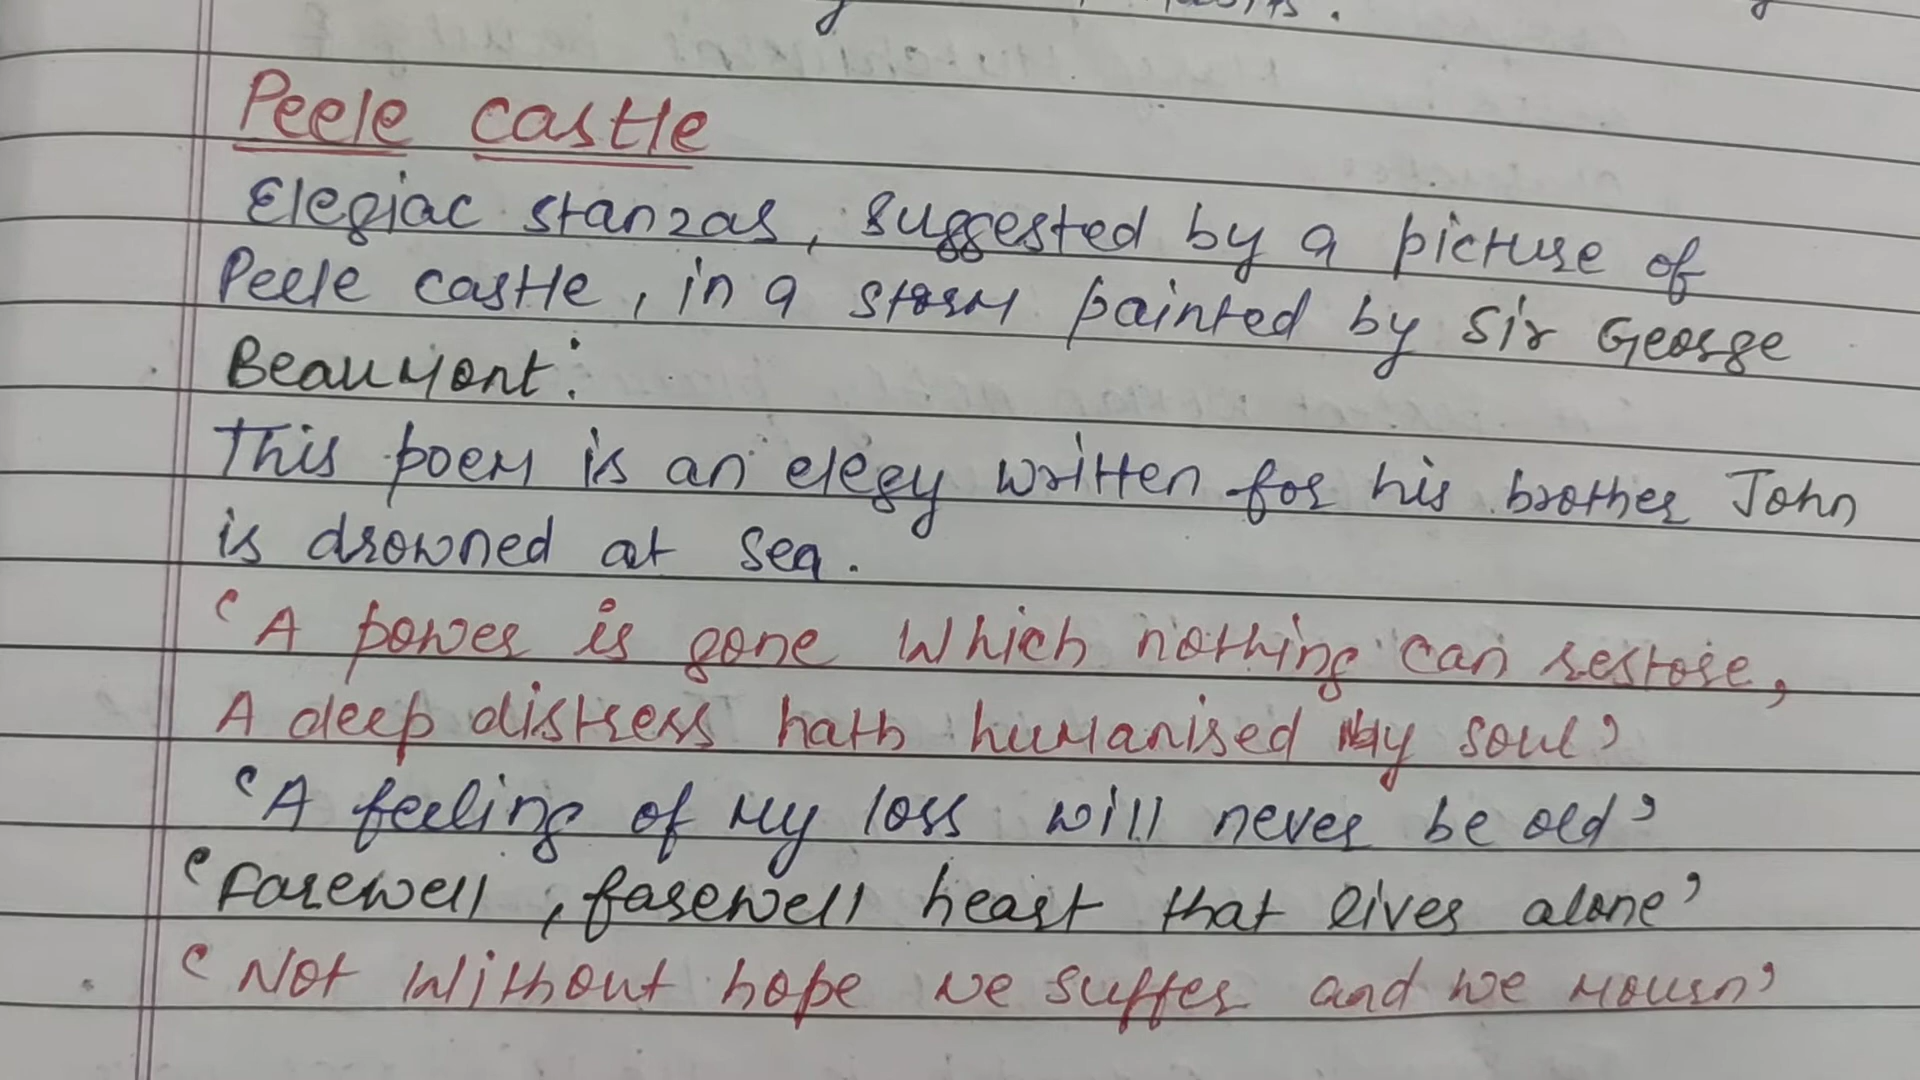 Peele castle
Elegiac stanzas, suggested by a picture of
Peele castle, in a storm painted by Sir George
Beaumont:
This poem is an elegy written for his brother John
is drowned at sea.
'A power is gone which nothing can restore,
A deep distress hath humanised my soul'
'A feeling of my loss will never be old'
'Farewell, farewell heart that lives alone'
'Not without hope we suffer and we mourn'